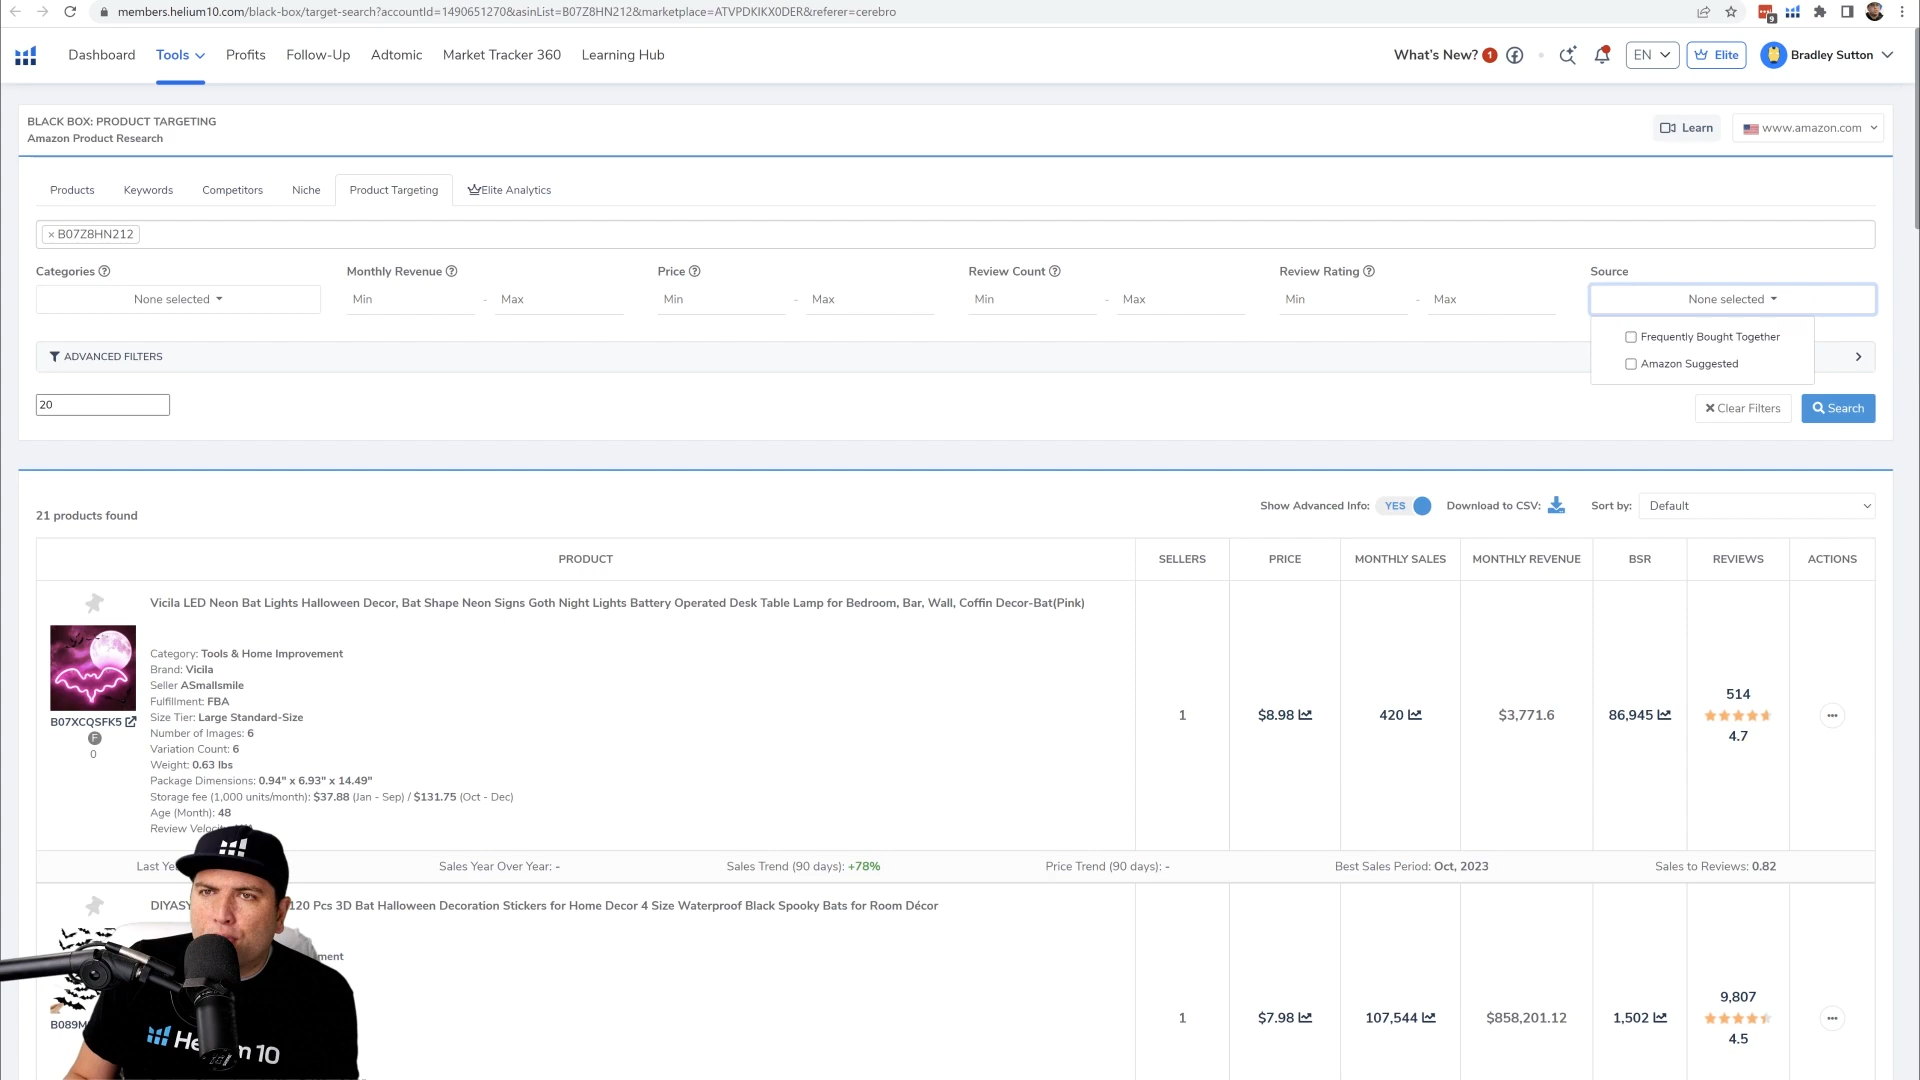 members.helium10.com/black-box/target-search?accountId=1490651270&asinList=B07Z8HN212&marketplace=ATVPDKIKX0DER&referer=cerebro
9
Dashboard Tools Profits Follow-Up Adtomic Market Tracker 360 Learning Hub What's New? 1 EN Elite Bradley Sutton
BLACK BOX: PRODUCT TARGETING
Amazon Product Research
Learn www.amazon.com
Products Keywords Competitors Niche Product Targeting Elite Analytics
× B07Z8HN212
Categories Monthly Revenue Price Review Count Review Rating Source
None selected Min - Max Min - Max Min - Max Min - Max None selected
Frequently Bought Together
Amazon Suggested
ADVANCED FILTERS
20
Clear Filters Search
21 products found
Show Advanced Info: YES Download to CSV: Sort by: Default
PRODUCT SELLERS PRICE MONTHLY SALES MONTHLY REVENUE BSR REVIEWS ACTIONS
Vicila LED Neon Bat Lights Halloween Decor, Bat Shape Neon Signs Goth Night Lights Battery Operated Desk Table Lamp for Bedroom, Bar, Wall, Coffin Decor-Bat(Pink)
B07XCQSFK5
F
0
Category: Tools & Home Improvement
Brand: Vicila
Seller ASmallsmile
Fulfillment: FBA
Size Tier: Large Standard-Size
Number of Images: 6
Variation Count: 6
Weight: 0.63 lbs
Package Dimensions: 0.94" x 6.93" x 14.49"
Storage fee (1,000 units/month): $37.88 (Jan - Sep) / $131.75 (Oct - Dec)
Age (Month): 48
Review
1 $8.98 420 $3,771.6 86,945 514
4.7
Last Sales Year Over Year: - Sales Trend (90 days): +78% Price Trend (90 days): - Best Sales Period: Oct, 2023 Sales to Reviews: 0.82
120 Pcs 3D Bat Halloween Decoration Stickers for Home Decor 4 Size Waterproof Black Spooky Bats for Room Décor
1 $7.98 107,544 $858,201.12 1,502 9,807
4.5
10